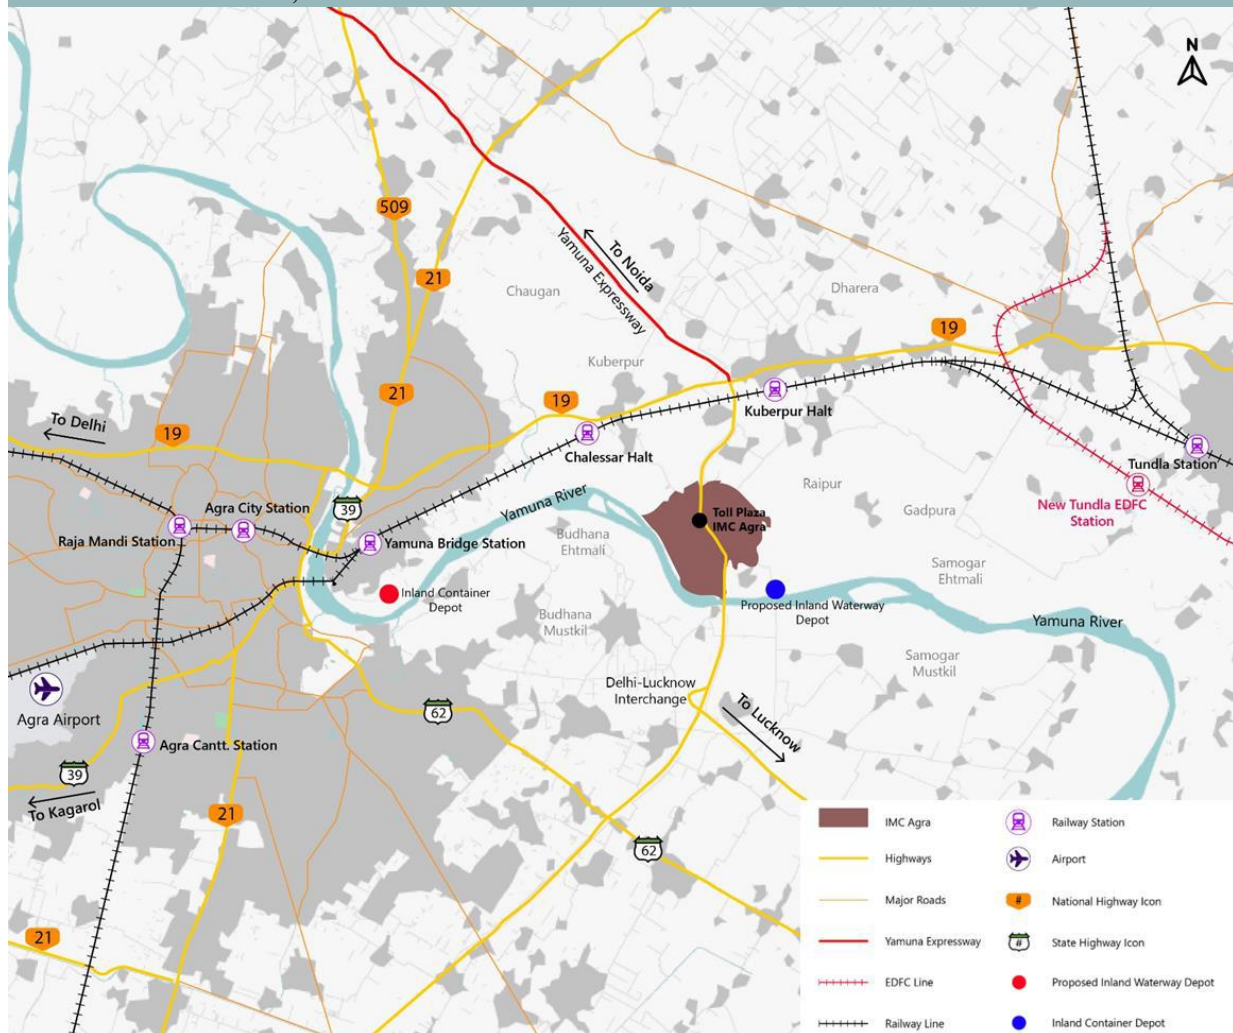 N
509
21
To Noida
Yamuna Expressway
Chaugan
Dharera
19
Kuberpur
21
19
Kuberpur Halt
To Delhi
19
Chalessar Halt
Tundla Station
Agra City Station
39
Yamuna River
Raipur
New Tundla EDFC
Station
Raja Mandi Station
Yamuna Bridge Station
Budhana
Ehtmali
Toll Plaza
IMC Agra
Gadpura
Samogar
Ehtmali
Inland Container
Depot
Proposed Inland Waterway
Depot
Budhana
Mustkil
Yamuna River
Samogar
Mustkil
Delhi-Lucknow
Interchange
To Lucknow
Agra Airport
62
Agra Cantt. Station
39
To Kagarol
21
62
21
IMC Agra
Railway Station
Highways
Airport
Major Roads
#
National Highway Icon
Yamuna Expressway
#
State Highway Icon
EDFC Line
Proposed Inland Waterway Depot
Railway Line
Inland Container Depot